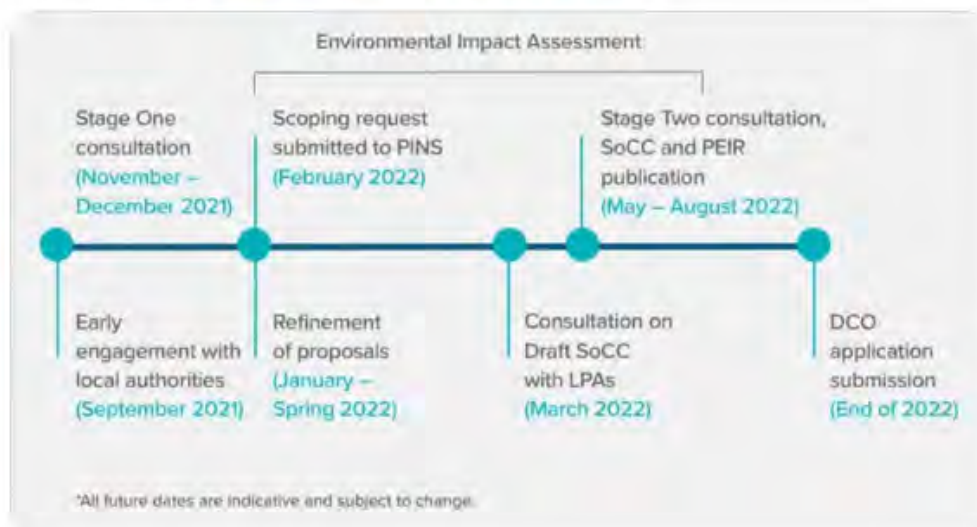 Environmental Impact Assessment
Stage One
consultation
(November –
December 2021)
Scoping request
submitted to PINS
(February 2022)
Stage Two consultation,
SoCC and PEIR
publication
(May – August 2022)
Early
engagement with
local authorities
(September 2021)
Refinement
of proposals
(January –
Spring 2022)
Consultation on
Draft SoCC
with LPAs
(March 2022)
DCO
application
submission
(End of 2022)
*All future dates are indicative and subject to change.